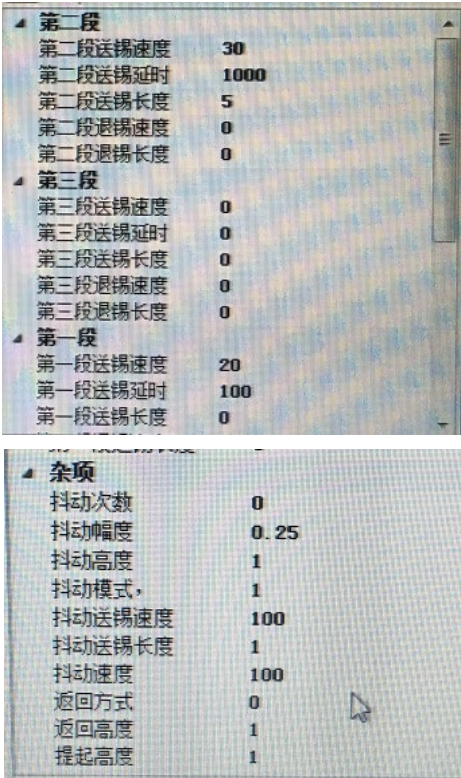 第二段
第二段送锡速度 30
第二段送锡延时 1000
第二段送锡长度 5
第二段退锡速度 0
第二段退锡长度 0
第三段
第三段送锡速度 0
第三段送锡延时 0
第三段送锡长度 0
第三段退锡速度 0
第三段退锡长度 0
第一段
第一段送锡速度 20
第一段送锡延时 100
第一段送锡长度 0
杂项
抖动次数 0
抖动幅度 0.25
抖动高度 1
抖动模式， 1
抖动送锡速度 100
抖动送锡长度 1
抖动速度 100
返回方式 0
返回高度 1
提起高度 1